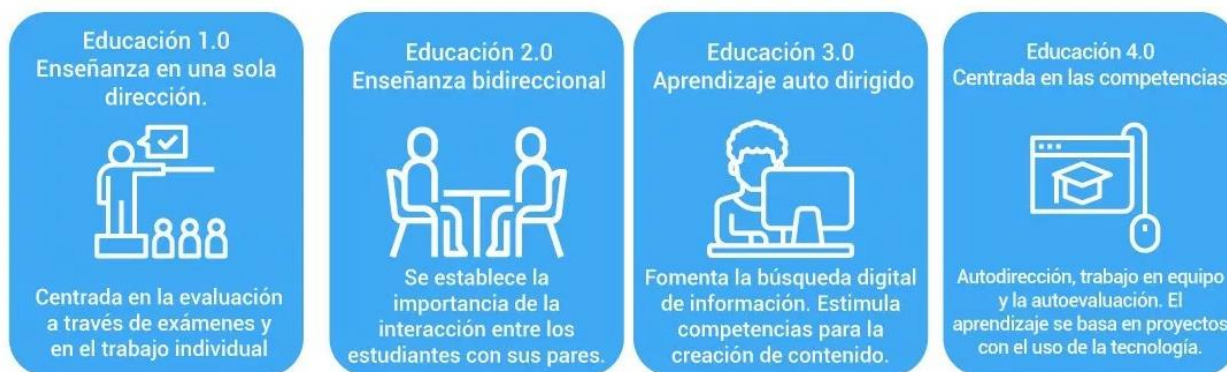 Educación 1.0
Enseñanza en una sola
dirección.
Centrada en la evaluación
a través de exámenes y
en el trabajo individual
Educación 2.0
Enseñanza bidireccional
Se establece la
importancia de la
interacción entre los
estudiantes con sus pares.
Educación 3.0
Aprendizaje auto dirigido
Fomenta la búsqueda digital
de información. Estimula
competencias para la
creación de contenido.
Educación 4.0
Centrada en las competencias
Autodirección, trabajo en equipo
y la autoevaluación. El
aprendizaje se basa en proyectos
con el uso de la tecnología.